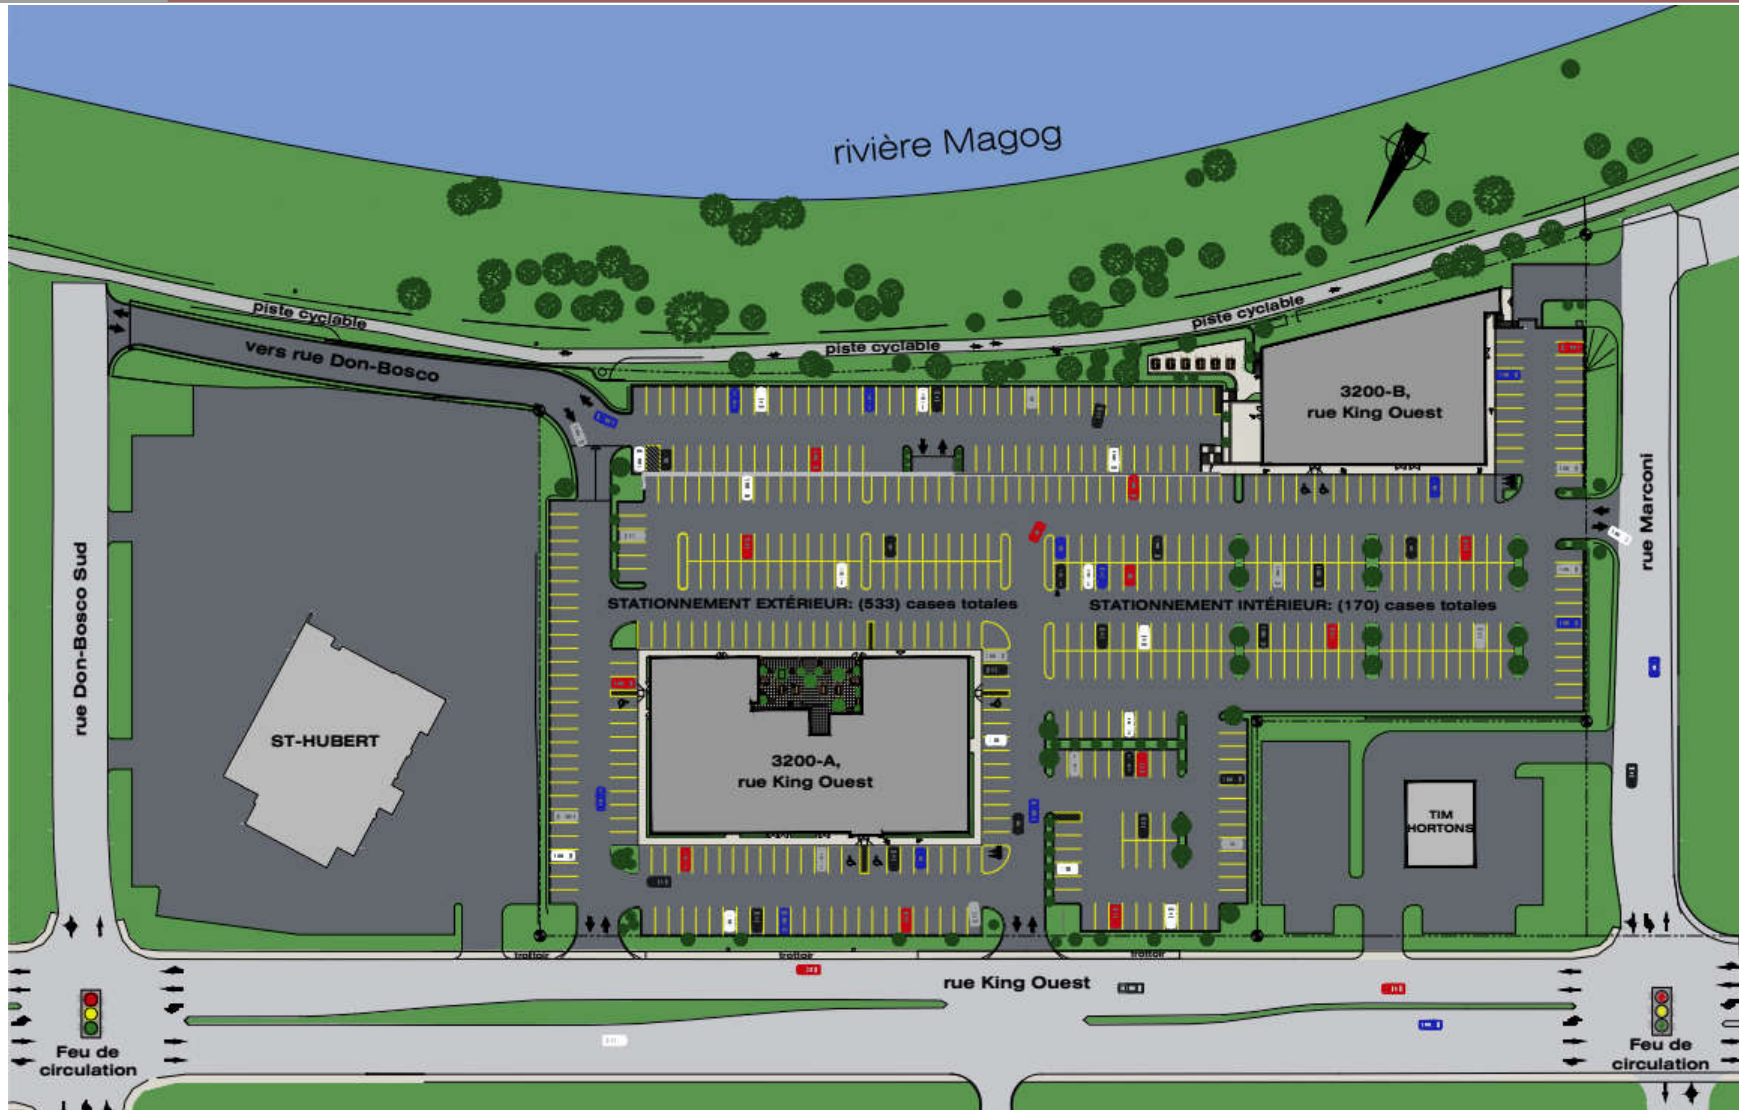 rivière Magog
piste cyclable
piste cyclable
piste cyclable
vers rue Don-Bosco
3200-B,
rue King Ouest
rue Marconi
rue Don-Bosco Sud
STATIONNEMENT EXTÉRIEUR: (533) cases totales
STATIONNEMENT INTÉRIEUR: (170) cases totales
ST-HUBERT
3200-A,
rue King Ouest
TIM
HORTONS
trottoir
trottoir
trottoir
rue King Ouest
Feu de
circulation
Feu de
circulation